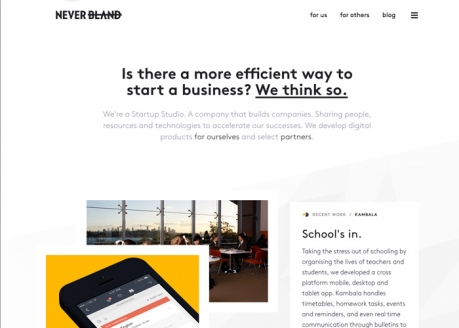 NEVER BLAND
for us
for others
blog
Is there a more efficient way to
start a business? We think so.
We're a Startup Studio. A company that builds companies. Sharing people,
resources and technologies to accelerate our successes. We develop digital
products for ourselves and select partners.
RECENT WORK / KAMBALA
School's in.
Taking the stress out of schooling by
organising the lives of teachers and
students, we developed a cross
platform mobile, desktop and
tablet app. Kambala handles
timetables, homework tasks, events
and reminders, and even real time
communication through bulletins to